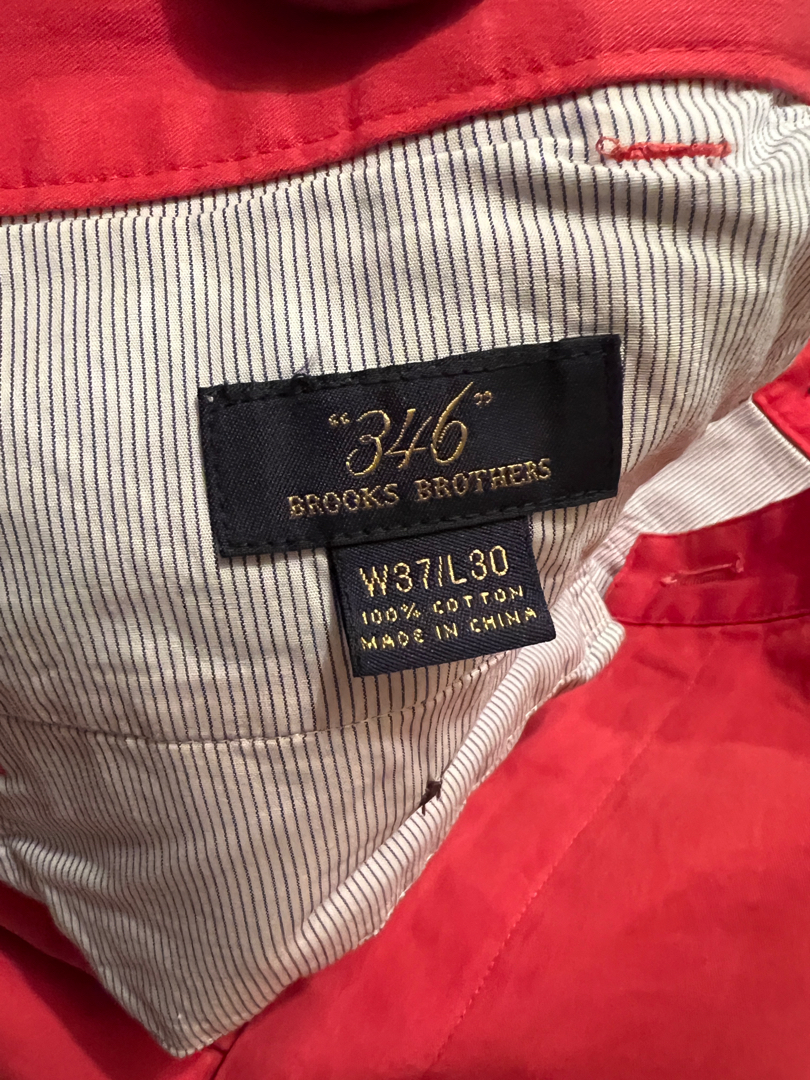 "346"
BROOKS BROTHERS
W37/L30
100% COTTON
MADE IN CHINA